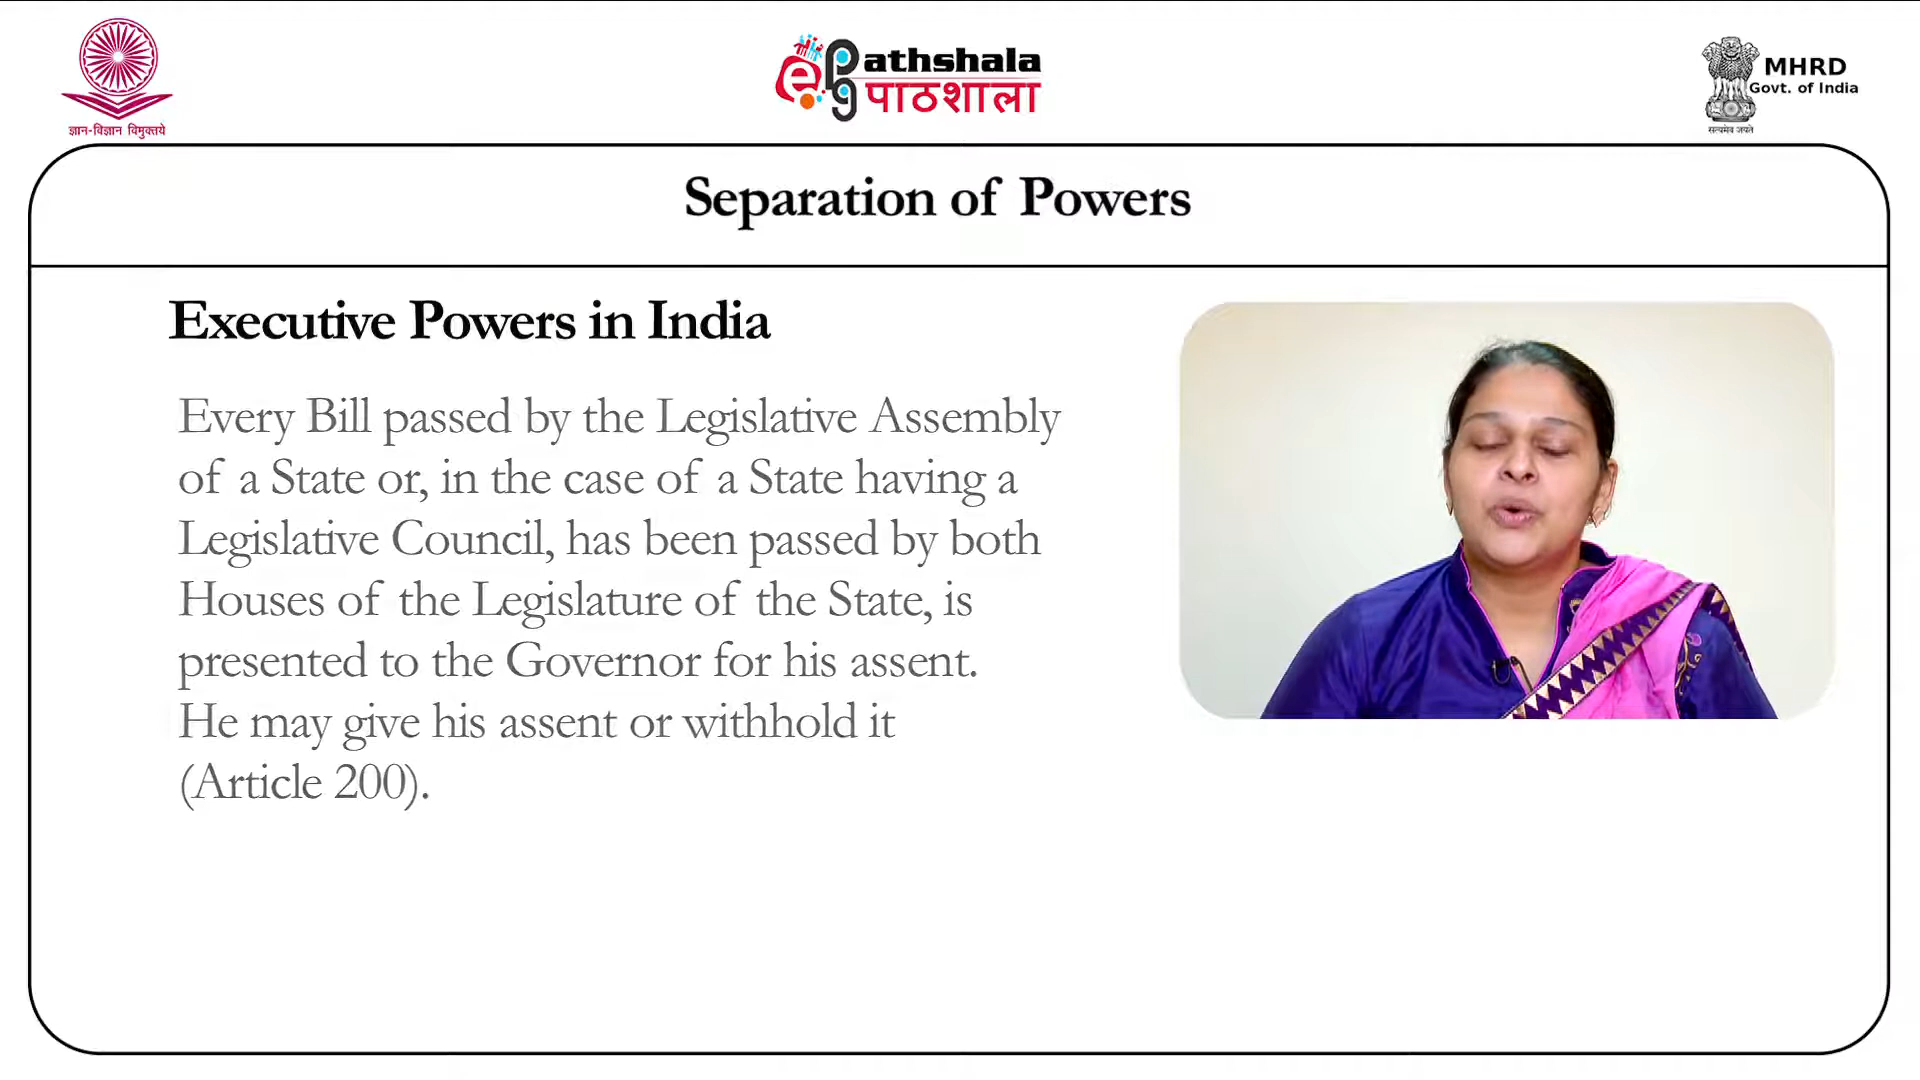 ज्ञान-विज्ञान विमुक्तये
ePG athshala
पाठशाला
MHRD
Govt. of India
सत्यमेव जयते
Separation of Powers
Executive Powers in India
Every Bill passed by the Legislative Assembly
of a State or, in the case of a State having a
Legislative Council, has been passed by both
Houses of the Legislature of the State, is
presented to the Governor for his assent.
He may give his assent or withhold it
(Article 200).